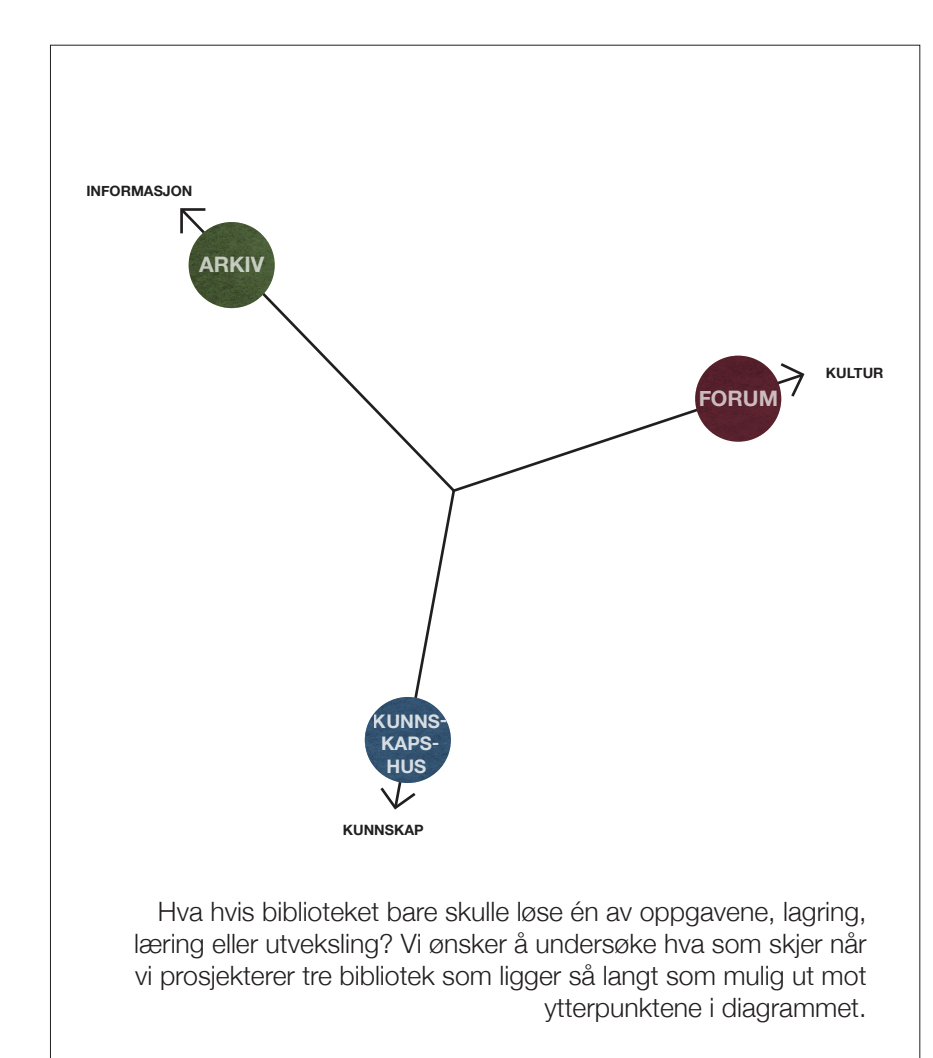 INFORMASJON
ARKIV
KULTUR
FORUM
KUNNS-
KAPS-
HUS
KUNNSKAP
Hva hvis biblioteket bare skulle løse én av oppgavene, lagring,
læring eller utveksling? Vi ønsker å undersøke hva som skjer når
vi prosjekterer tre bibliotek som ligger så langt som mulig ut mot
ytterpunktene i diagrammet.